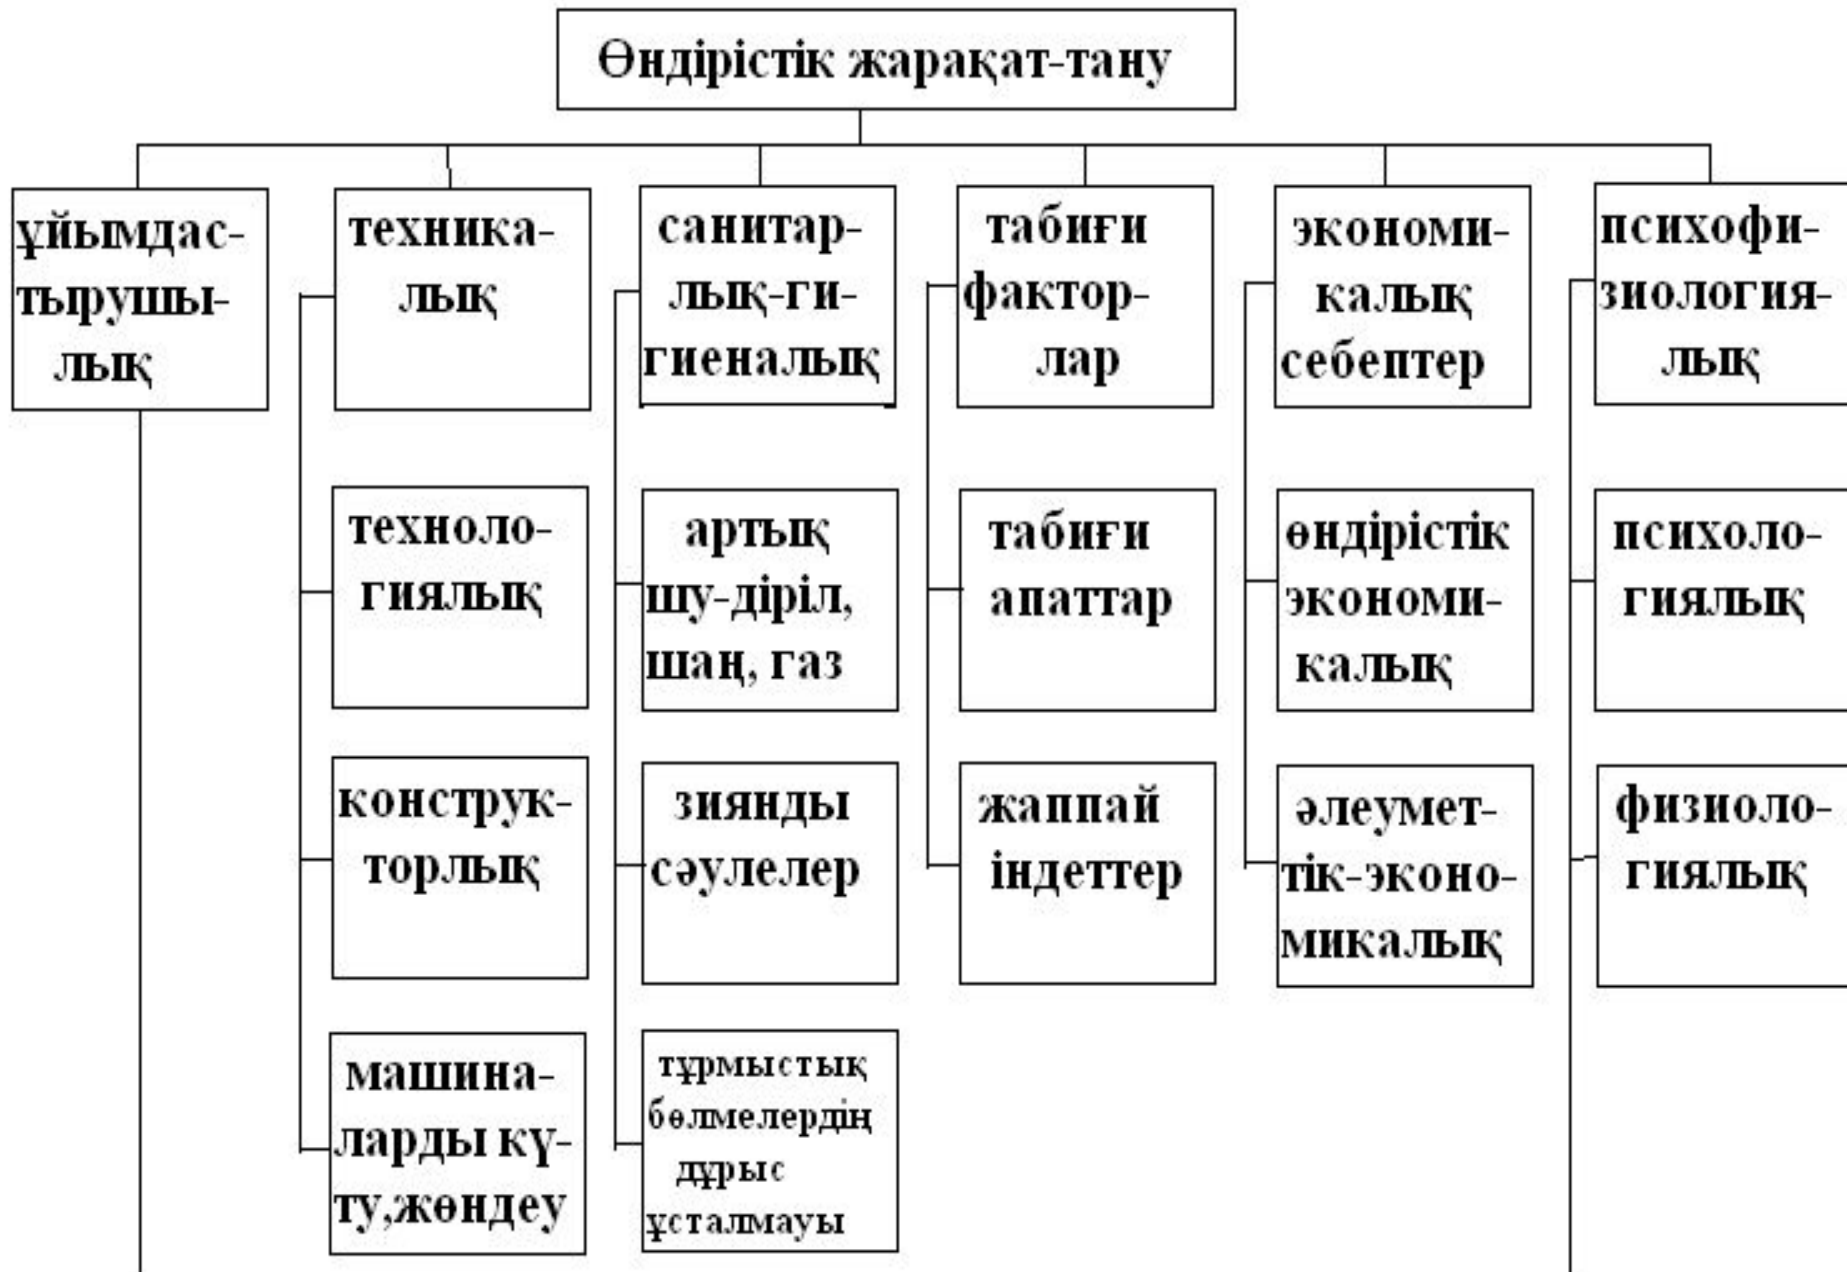 Өндірістік жарақат-тану
ұйымдас-
тырушы-
лық
техника-
лық
санитар-
лық-ги-
гиеналық
табиғи
фактор-
лар
экономи-
калық
себептер
психофи-
зиология-
лық
техноло-
гиялық
артық
шу-діріл,
шаң, газ
табиғи
апаттар
өндірістік
экономи-
калық
психоло-
гиялық
конструк-
торлық
зиянды
сәулелер
жаппай
індеттер
әлеумет-
тік-эконо-
микалық
физиоло-
гиялық
машина-
ларды кү-
ту,жөндеу
тұрмыстық
бөлмелердің
дұрыс
ұсталмауы